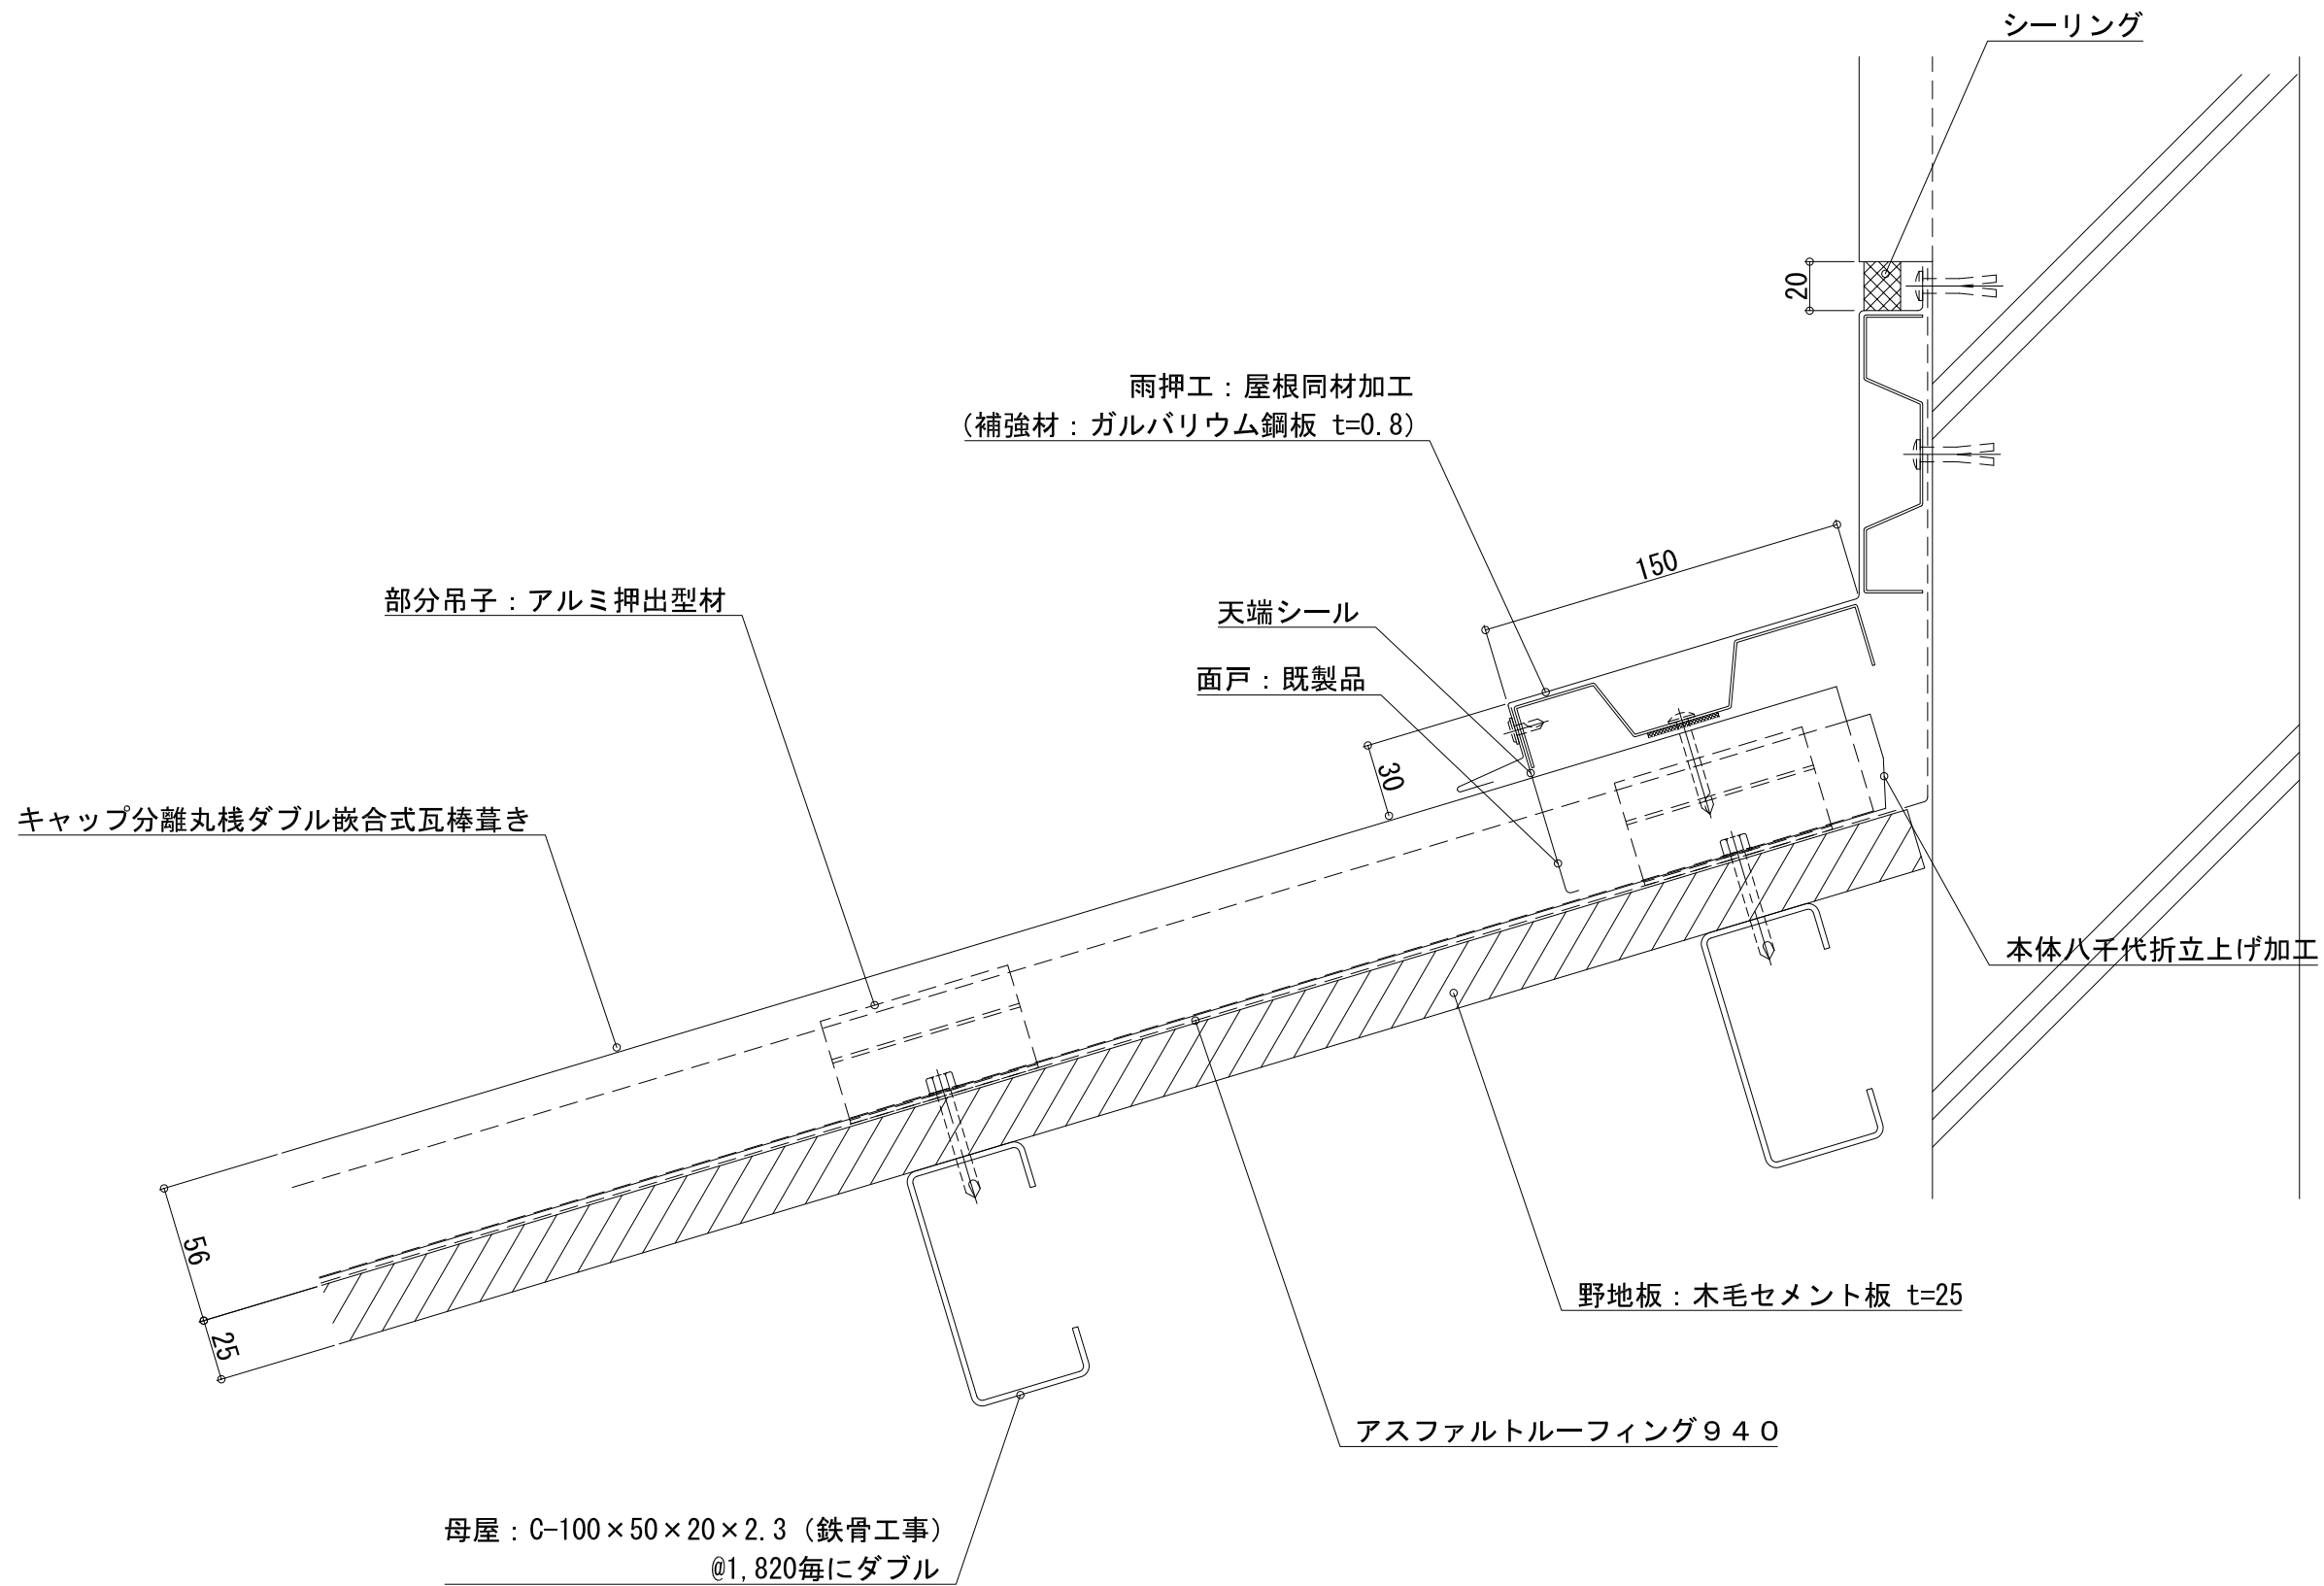 シーリング
20
雨押工：屋根同材加工
（補強材：ガルバリウム鋼板 t=0.8）
150
部分吊子：アルミ押出型材
天端シール
面戸：既製品
30
キャップ分離丸桟ダブル嵌合式瓦棒葺き
本体八千代折立上げ加工
56
野地板：木毛セメント板 t=25
25
アスファルトルーフィング９４０
母屋：C-100×50×20×2.3（鉄骨工事）
@1,820毎にダブル